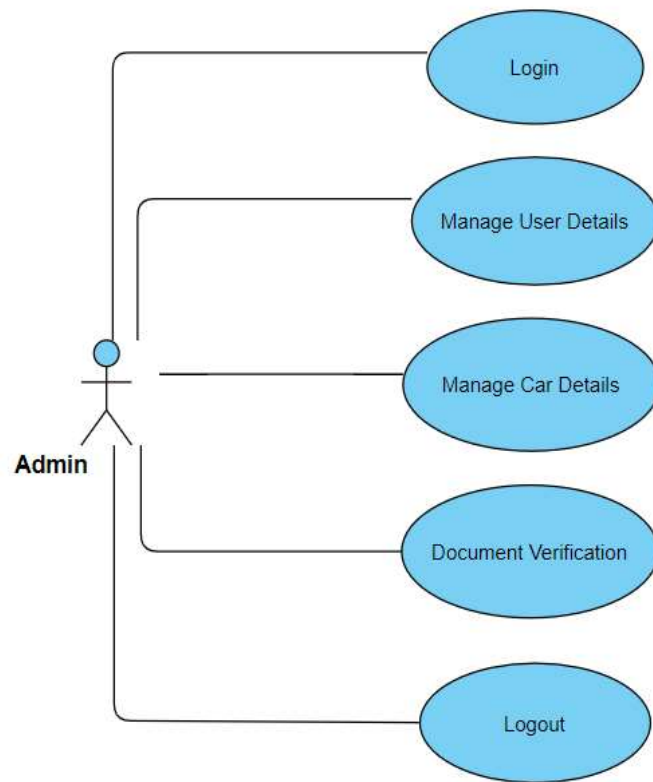 Login
Manage User Details
Manage Car Details
Admin
Document Verification
Logout